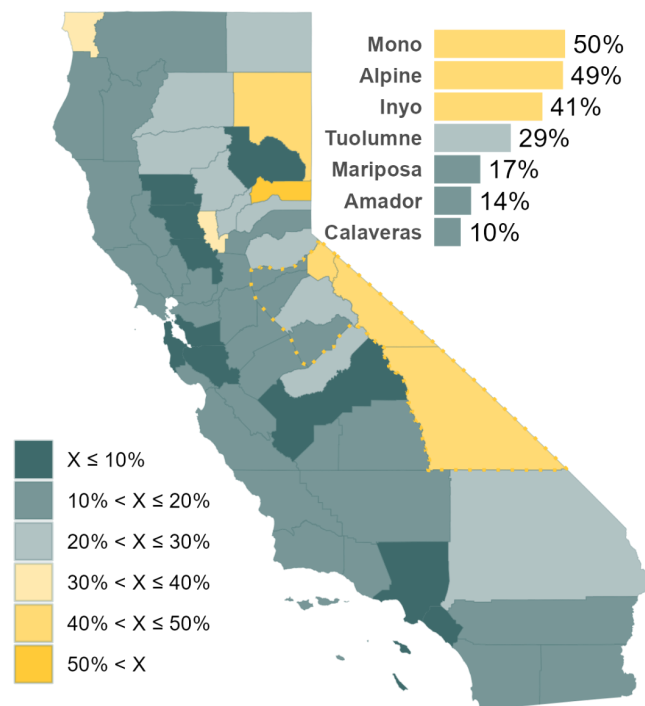 Mono 50%
Alpine 49%
Inyo 41%
Tuolumne 29%
Mariposa 17%
Amador 14%
Calaveras 10%
X ≤ 10%
10% < X ≤ 20%
20% < X ≤ 30%
30% < X ≤ 40%
40% < X ≤ 50%
50% < X